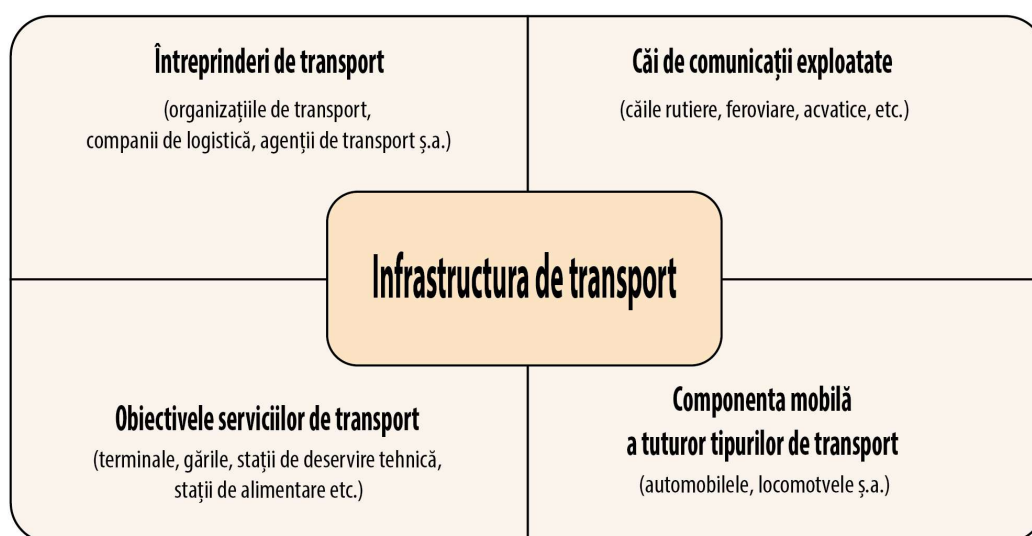 Întreprinderi de transport
(organizațiile de transport,
companii de logistică, agenții de transport ș.a.)
Căi de comunicații exploatate
(căile rutiere, feroviare, acvatice, etc.)
Infrastructura de transport
Obiectivele serviciilor de transport
(terminale, gările, stații de deservire tehnică,
stații de alimentare etc.)
Componenta mobilă
a tuturor tipurilor de transport
(automobilele, locomotvele ș.a.)